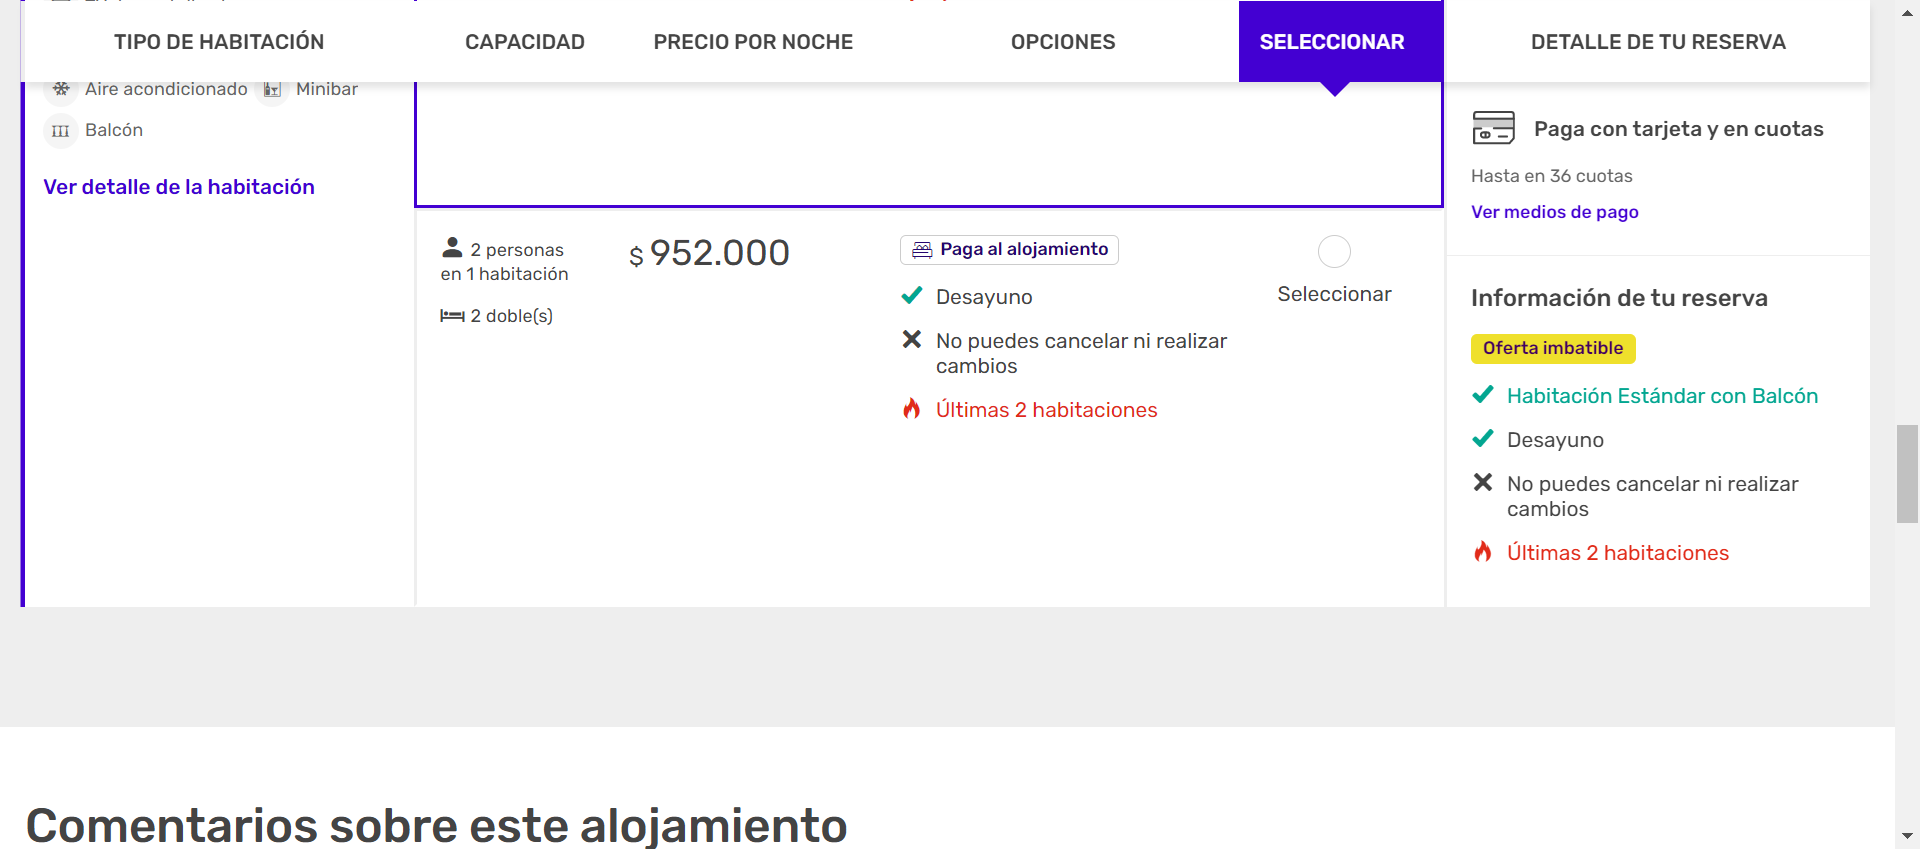 TIPO DE HABITACIÓN
CAPACIDAD
PRECIO POR NOCHE
OPCIONES
SELECCIONAR
DETALLE DE TU RESERVA
Aire acondicionado
Minibar
Balcón
Ver detalle de la habitación
2 personas
en 1 habitación
2 doble(s)
$ 952.000
Paga al alojamiento
Desayuno
No puedes cancelar ni realizar
cambios
Últimas 2 habitaciones
Seleccionar
Paga con tarjeta y en cuotas
Hasta en 36 cuotas
Ver medios de pago
Información de tu reserva
Oferta imbatible
Habitación Estándar con Balcón
Desayuno
No puedes cancelar ni realizar
cambios
Últimas 2 habitaciones
Comentarios sobre este alojamiento